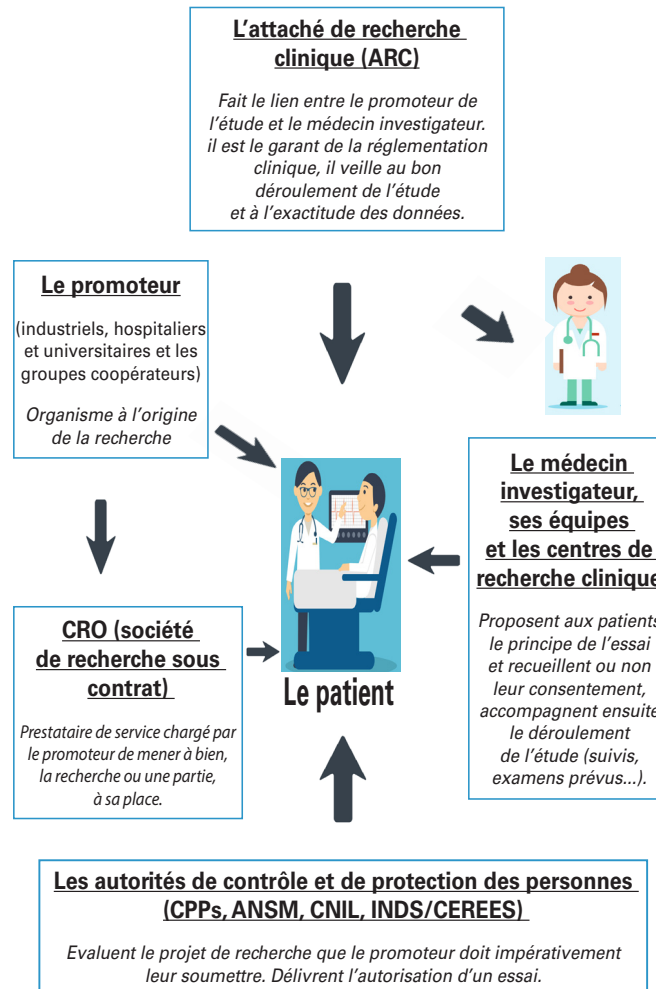 L’attaché de recherche
clinique (ARC)
Fait le lien entre le promoteur de
l’étude et le médecin investigateur.
il est le garant de la réglementation
clinique, il veille au bon
déroulement de l’étude
et à l’exactitude des données.
Le promoteur
(industriels, hospitaliers
et universitaires et les
groupes coopérateurs)
Organisme à l’origine
de la recherche
Le médecin
investigateur,
ses équipes
et les centres de
recherche clinique
Proposent aux patients
le principe de l’essai
et recueillent ou non
leur consentement,
accompagnent ensuite
le déroulement
de l’étude (suivis,
examens prévus...).
CRO (société
de recherche sous
contrat)
Prestataire de service chargé par
le promoteur de mener à bien,
la recherche ou une partie,
à sa place.
Le patient
Les autorités de contrôle et de protection des personnes
(CPPs, ANSM, CNIL, INDS/CEREES)
Evaluent le projet de recherche que le promoteur doit impérativement
leur soumettre. Délivrent l’autorisation d’un essai.